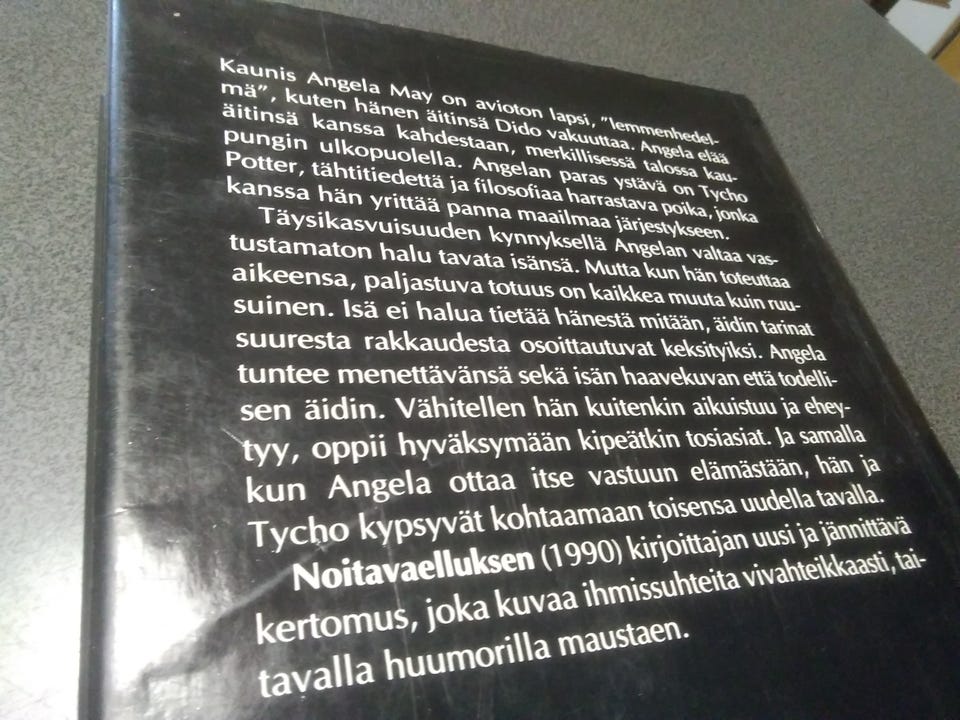 Kaunis Angela May on avioton lapsi, ”lemmenhedel-
mä”, kuten hänen äitinsä Dido vakuuttaa. Angela elää
äitinsä kanssa kahdestaan, merkillisessä talossa kau-
pungin ulkopuolella. Angelan paras ystävä on Tycho
Potter, tähtitiedettä ja filosofiaa harrastava poika, jonka
kanssa hän yrittää panna maailmaa järjestykseen.
Täysikasvuisuuden kynnyksellä Angelan valtaa vas-
tustamaton halu tavata isänsä. Mutta kun hän toteuttaa
aikeensa, paljastuva totuus on kaikkea muuta kuin ruu-
suinen. Isä ei halua tietää hänestä mitään, äidin tarinat
suuresta rakkaudesta osoittautuvat keksityiksi. Angela
tuntee menettävänsä sekä isän haavekuvan että todelli-
sen äidin. Vähitellen hän kuitenkin aikuistuu ja ehey-
tyy, oppii hyväksymään kipeätkin tosiasiat. Ja samalla
kun Angela ottaa itse vastuun elämästään, hän ja
Tycho kypsyvät kohtaamaan toisensa uudella tavalla.
Noitavaelluksen (1990) kirjoittajan uusi ja jännittävä
kertomus, joka kuvaa ihmissuhteita vivahteikkaasti, tai-
tavalla huumorilla maustaen.